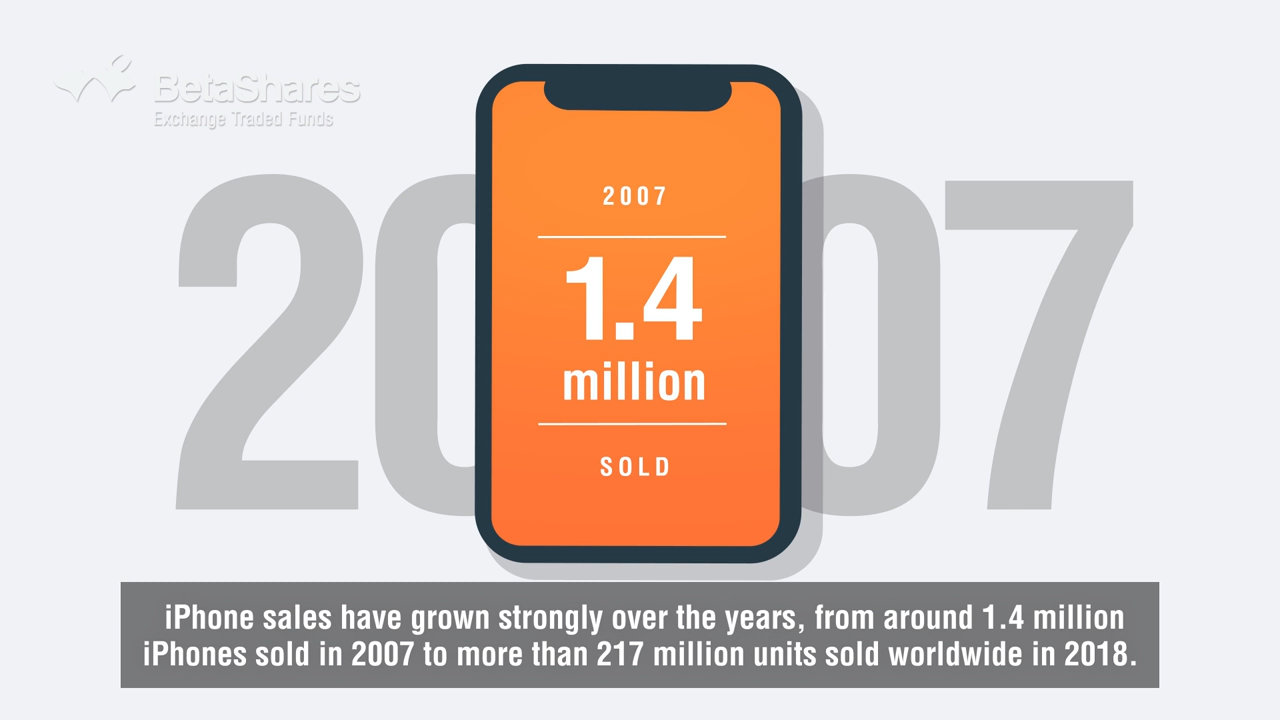 BetaShares
Exchange Traded Funds
2007
2007
1.4
million
SOLD
iPhone sales have grown strongly over the years, from around 1.4 million
iPhones sold in 2007 to more than 217 million units sold worldwide in 2018.